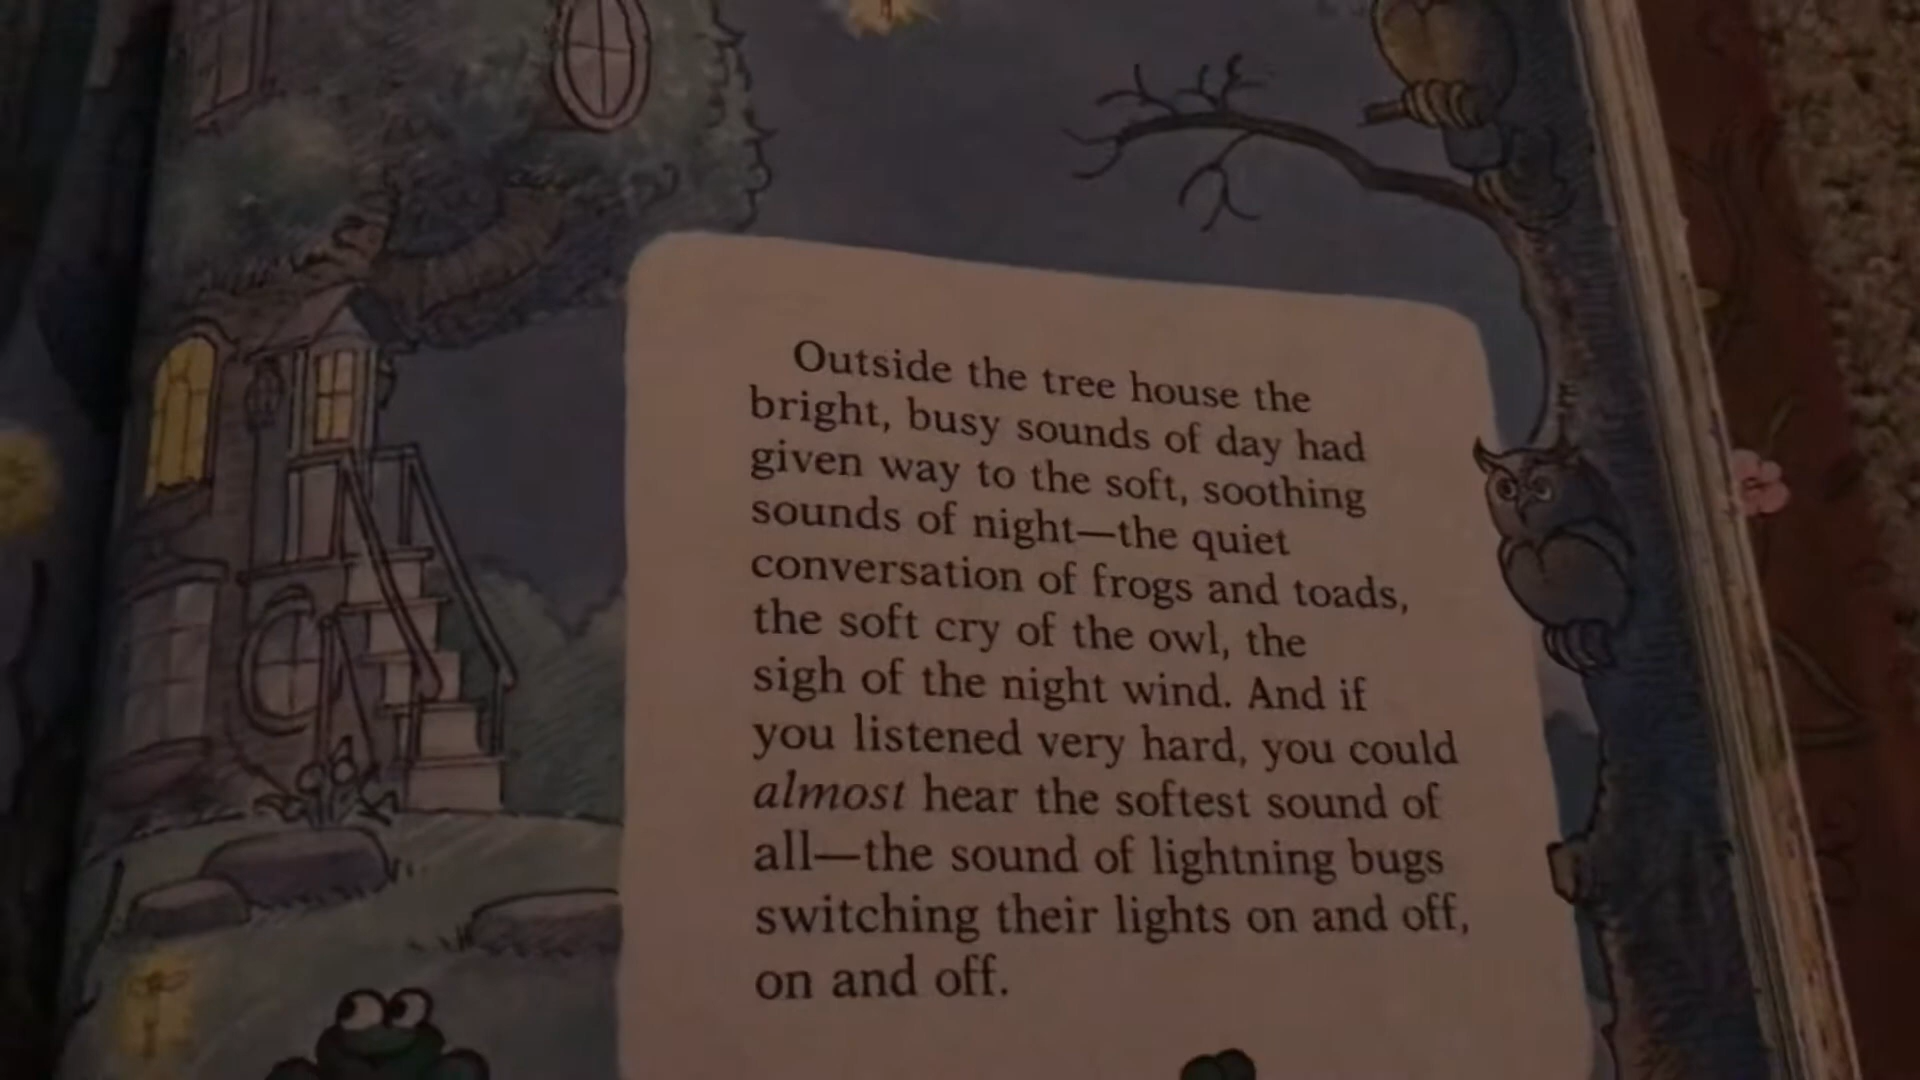 Outside the tree house the
bright, busy sounds of day had
given way to the soft, soothing
sounds of night—the quiet
conversation of frogs and toads,
the soft cry of the owl, the
sigh of the night wind. And if
you listened very hard, you could
almost hear the softest sound of
all—the sound of lightning bugs
switching their lights on and off,
on and off.